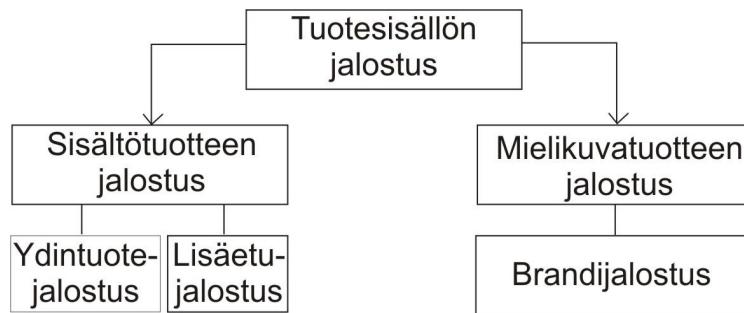 Tuotesisällön
jalostus
Sisältötuotteen
jalostus
Mielikuvatuotteen
jalostus
Ydintuote-
jalostus
Lisäetu-
jalostus
Brandijalostus